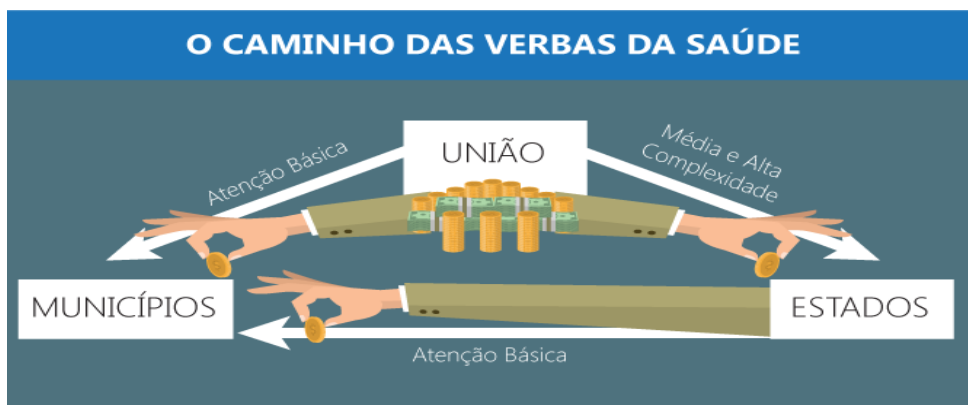 O CAMINHO DAS VERBAS DA SAÚDE
UNIÃO
Atenção Básica
Média e Alta
Complexidade
MUNICÍPIOS
ESTADOS
Atenção Básica